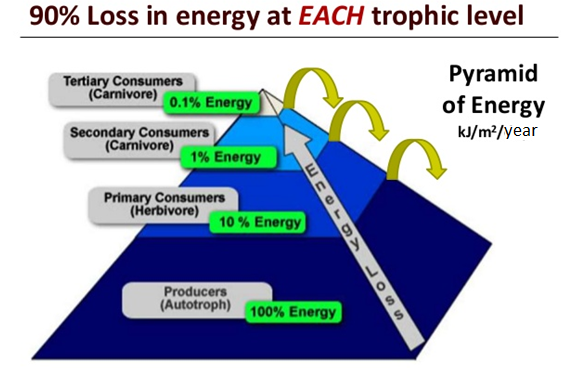 90% Loss in energy at EACH trophic level
Pyramid
of Energy
kJ/m²/year
Tertiary Consumers
(Carnivore)
0.1% Energy
Secondary Consumers
(Carnivore)
1% Energy
Primary Consumers
(Herbivore)
10 % Energy
Producers
(Autotroph)
100% Energy
Energy Loss